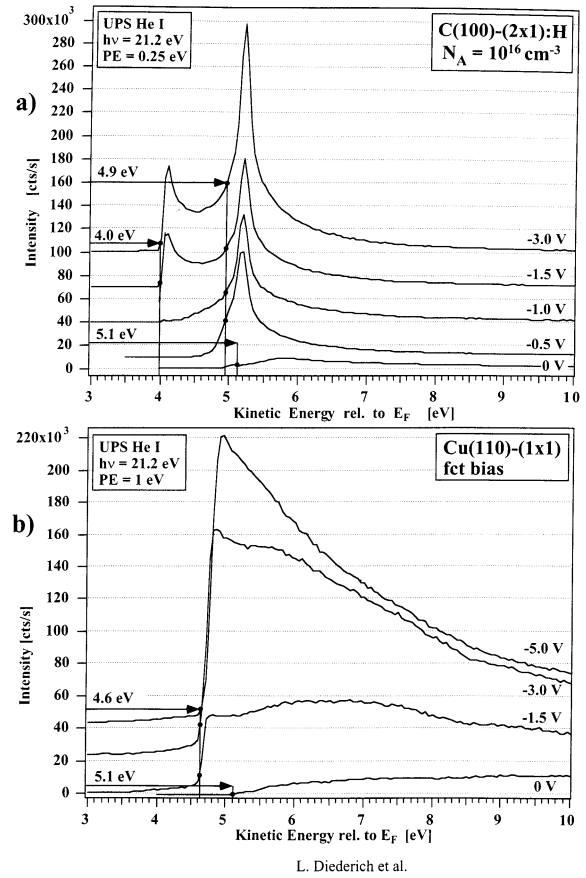 a)
300x10³
280
260
240
220
200
180
160
140
120
100
80
60
40
20
0
Intensity [cts/s]
UPS He I
hν = 21.2 eV
PE = 0.25 eV
C(100)-(2x1):H
N_A = 10¹⁶ cm⁻³
4.9 eV
4.0 eV
5.1 eV
-3.0 V
-1.5 V
-1.0 V
-0.5 V
0 V
3 4 5 6 7 8 9 10
Kinetic Energy rel. to E_F [eV]
b)
220x10³
200
180
160
140
120
100
80
60
40
20
0
Intensity [cts/s]
UPS He I
hν = 21.2 eV
PE = 1 eV
Cu(110)-(1x1)
fct bias
4.6 eV
5.1 eV
-5.0 V
-3.0 V
-1.5 V
0 V
3 4 5 6 7 8 9 10
Kinetic Energy rel. to E_F [eV]
L. Diederich et al.